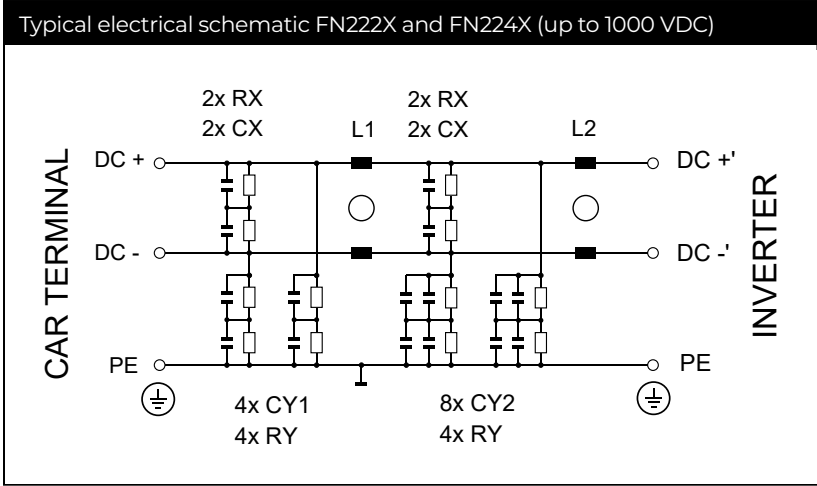 Typical electrical schematic FN222X and FN224X (up to 1000 VDC)
2x RX
2x CX
L1
2x RX
2x CX
L2
CAR TERMINAL
DC +
DC -
PE
DC +'
DC -'
PE
INVERTER
4x CY1
4x RY
8x CY2
4x RY